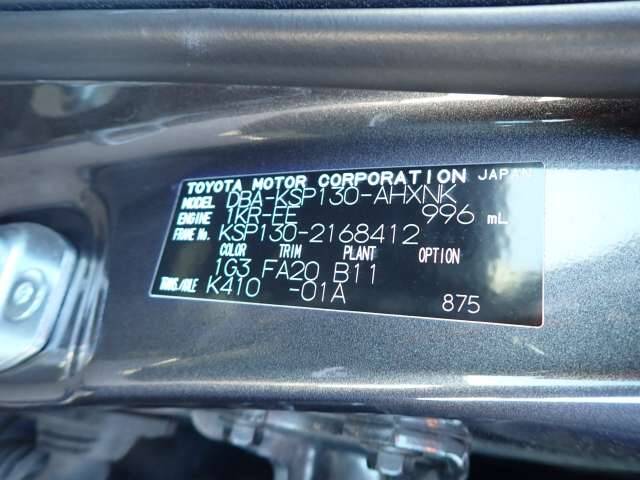 TOYOTA MOTOR CORPORATION JAPAN
MODEL DBA-KSP130-AHXNK
ENGINE 1KR-FE 996 mL
FRAME No. KSP130-2168412
COLOR TRIM PLANT OPTION
1G3 FA20 B11
TRANS./AXLE K410 -01A 875